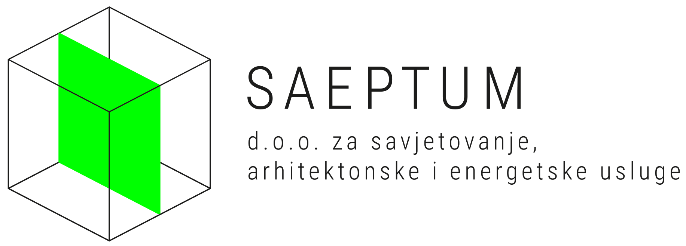 SAEPTUM
d.o.o. za savjetovanje,
arhitektonske i energetske usluge